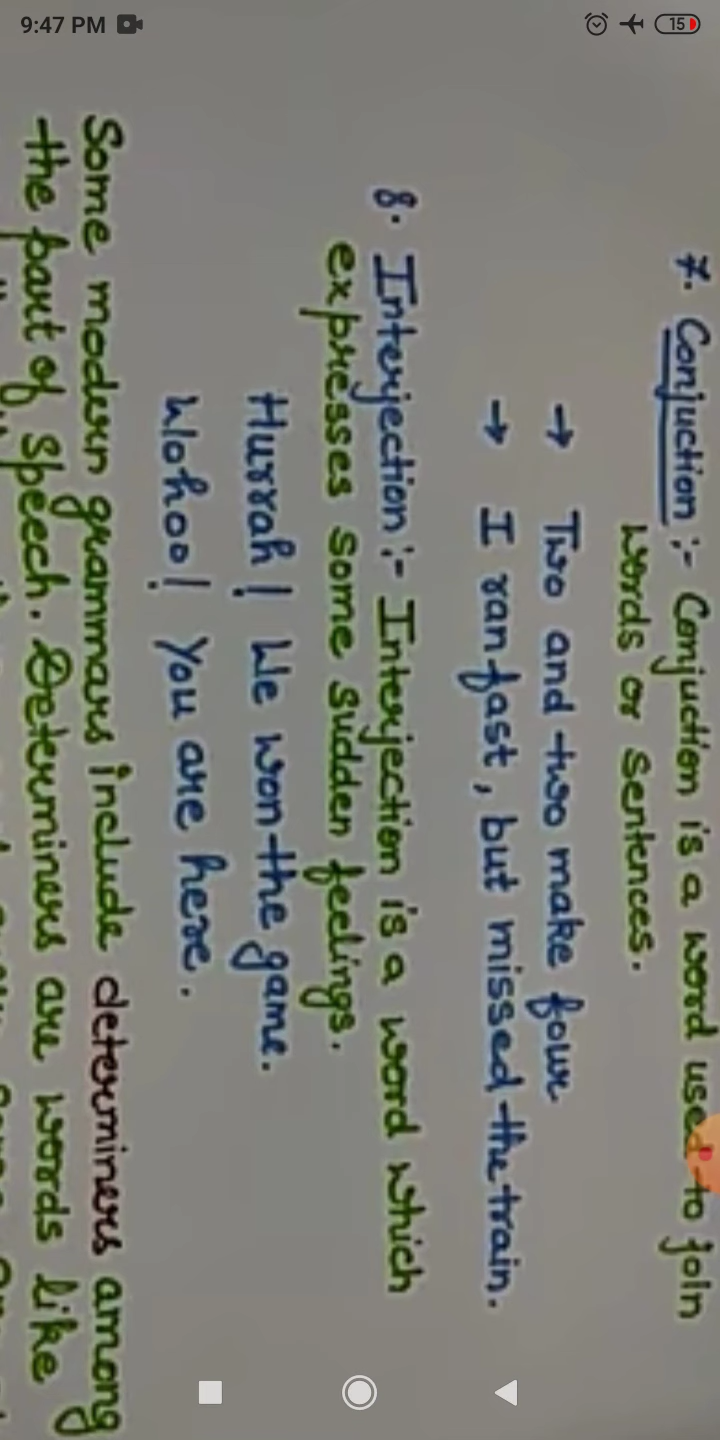 9:47 PM
15
7. Conjuction :- Conjuction is a word used to join
words or sentences.
→ Two and two make four
→ I ran fast, but missed the train.
8. Interjection :- Interjection is a word which
expresses some sudden feelings.
Hurrah! We won the game.
Wohoo! You are here.
Some modern grammars include determiners among
the part of speech. Determiners are words like